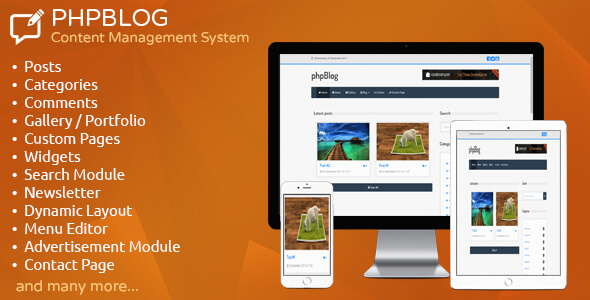 PHPBLOG
Content Management System
• Posts
• Categories
• Comments
• Gallery / Portfolio
• Custom Pages
• Widgets
• Search Module
• Newsletter
• Dynamic Layout
• Menu Editor
• Advertisement Module
• Contact Page
and many more...
phpBlog
Latest posts
Search
Post #2
Post #1
phpBlog